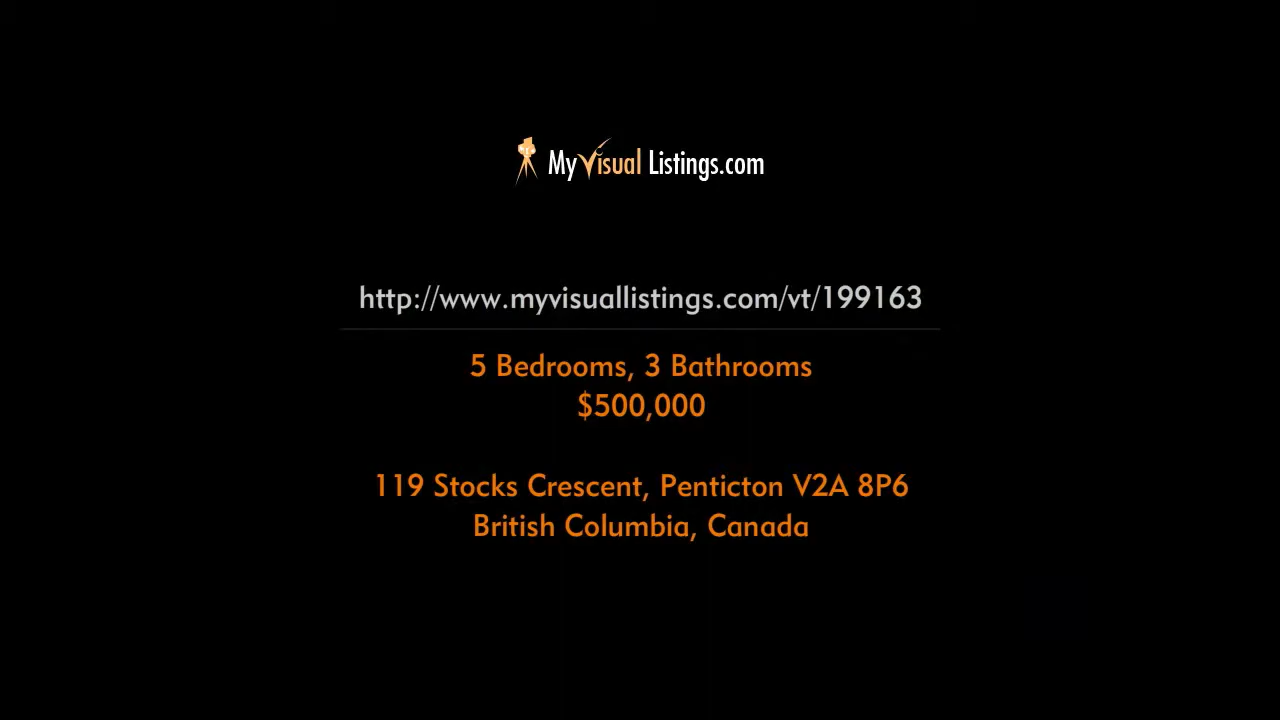 MyVisual Listings.com
http://www.myvisuallistings.com/vt/199163
5 Bedrooms, 3 Bathrooms
$500,000
119 Stocks Crescent, Penticton V2A 8P6
British Columbia, Canada